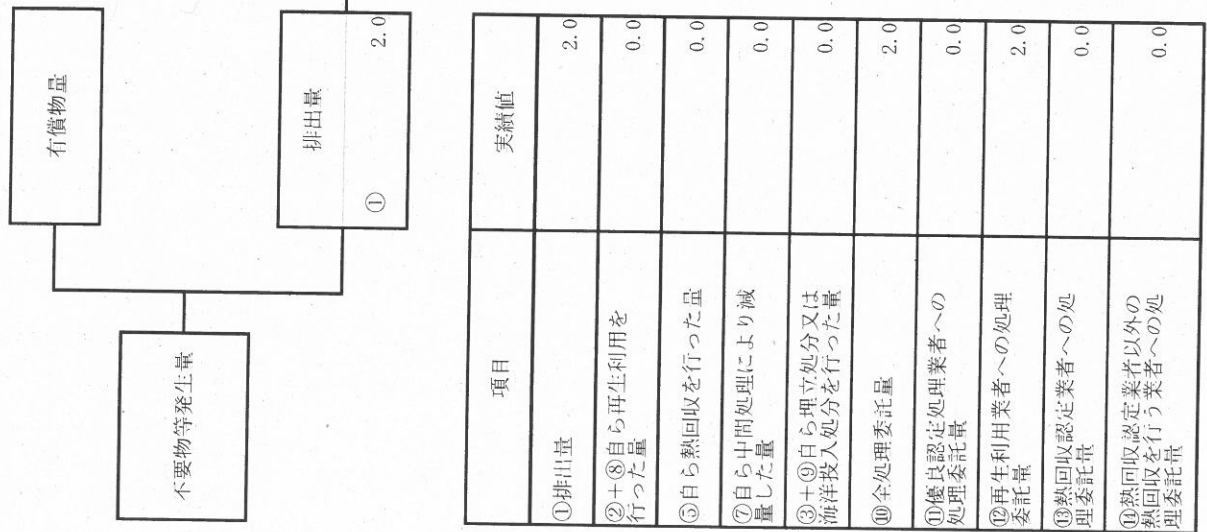 不要物等発生量
有償物量
排出量
① 2.0
項目 実績値
①排出量 2.0
②+⑧自ら再生利用を
行った量 0.0
⑤自ら熱回収を行った量 0.0
⑦自ら中間処理により減
量した量 0.0
③+⑨自ら埋立処分又は
海洋投入処分を行った量 0.0
⑩全処理委託量 2.0
⑪優良認定処理業者への
処理委託量 0.0
⑫再生利用業者への処理
委託量 2.0
⑬熱回収認定業者への処
理委託量 0.0
⑭熱回収認定業者以外の
熱回収を行う業者への処
理委託量 0.0